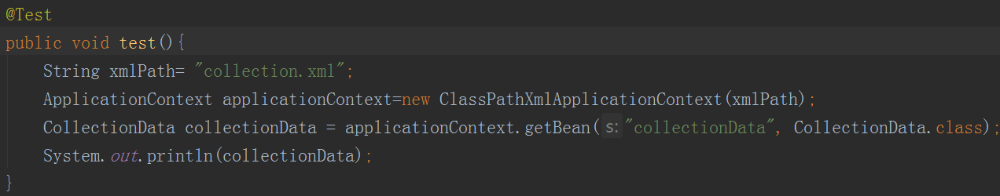 @Test
public void test(){
    String xmlPath= "collection.xml";
    ApplicationContext applicationContext=new ClassPathXmlApplicationContext(xmlPath);
    CollectionData collectionData = applicationContext.getBean( s: "collectionData", CollectionData.class);
    System.out.println(collectionData);
}